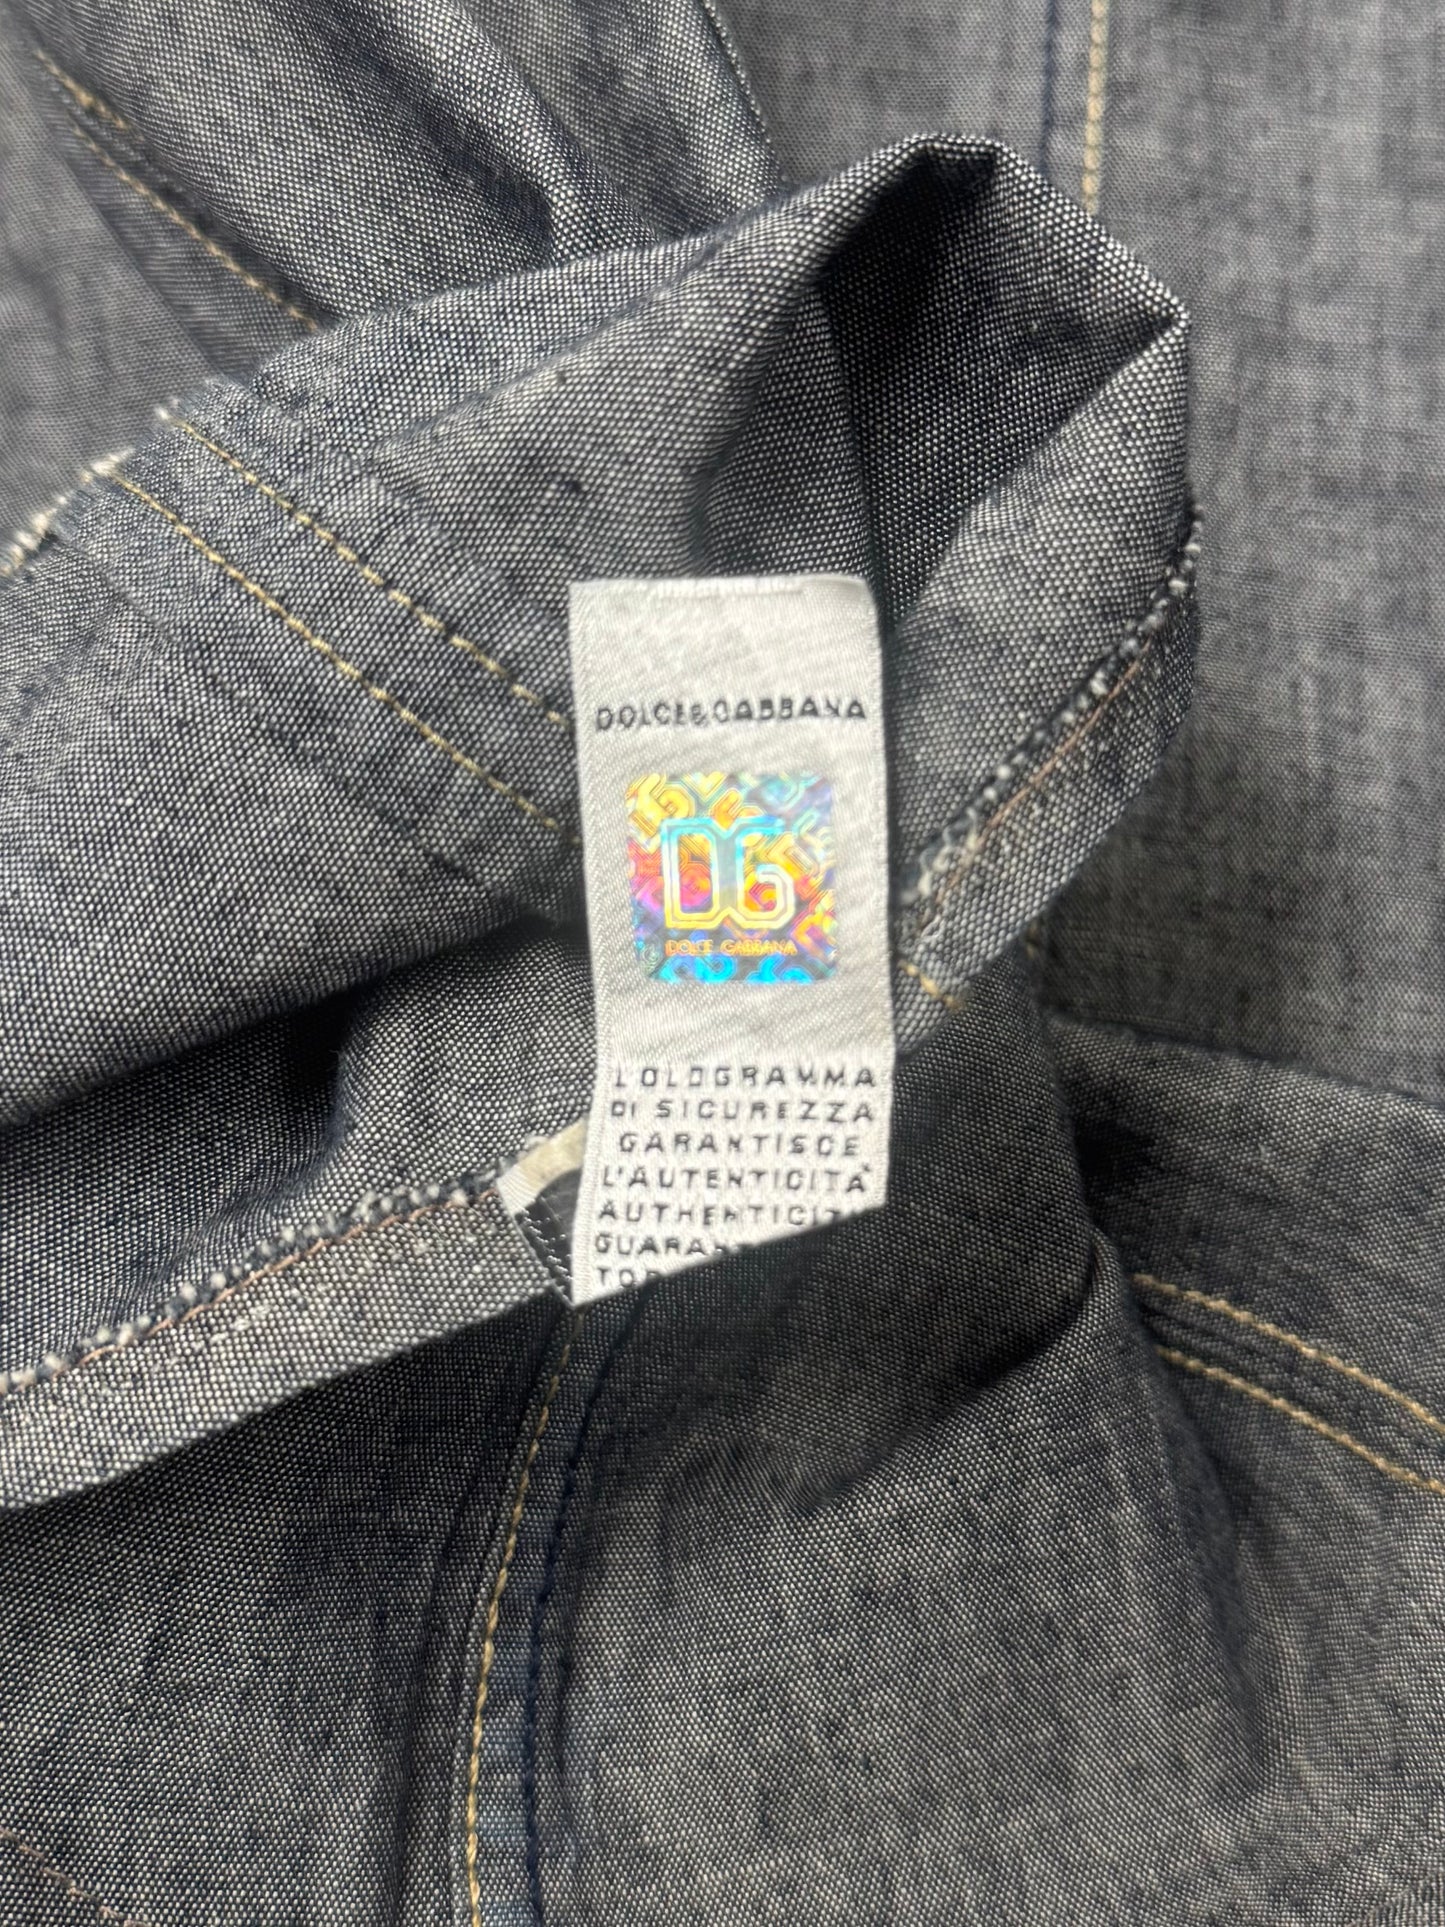 DOLCE&GABBANA
DG
DOLCE GABBANA
L'OLOGRAMMA
DI SICUREZZA
GARANTISCE
L'AUTENTICITÀ